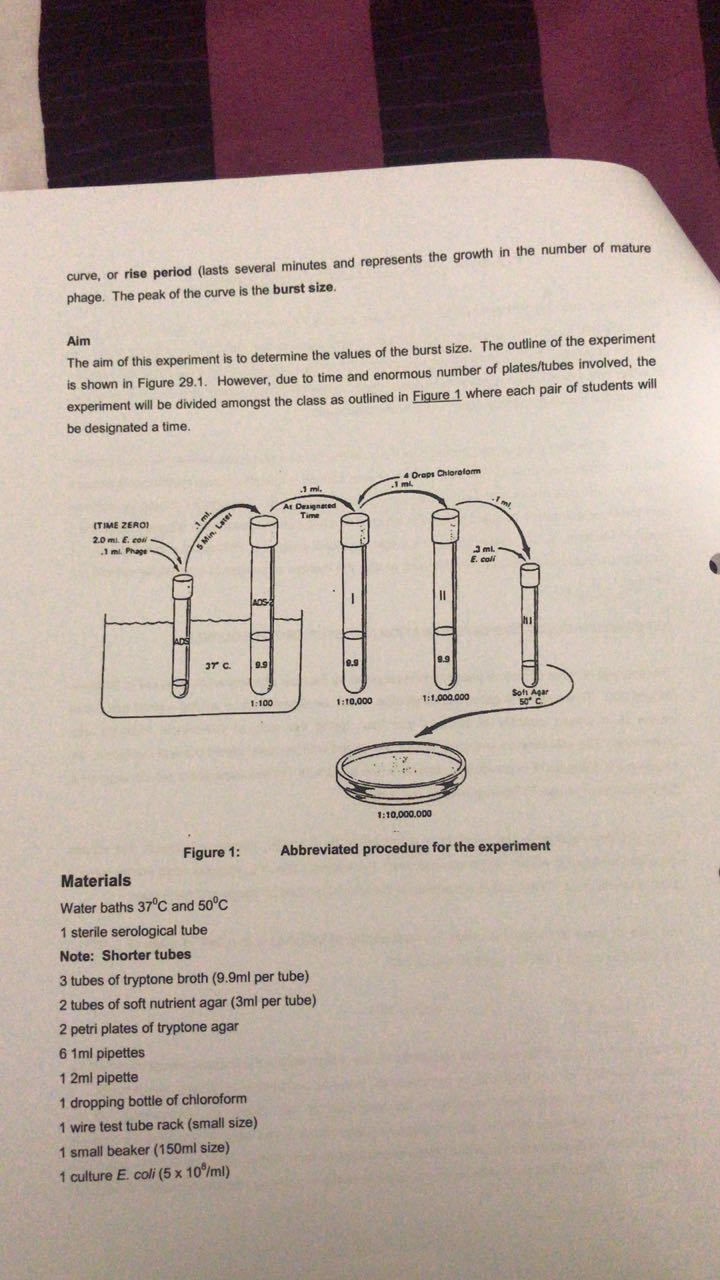 curve, or rise period (lasts several minutes and represents the growth in the number of mature
phage. The peak of the curve is the burst size.
Aim
The aim of this experiment is to determine the values of the burst size. The outline of the experiment
is shown in Figure 29.1. However, due to time and enormous number of plates/tubes involved, the
experiment will be divided amongst the class as outlined in Figure 1 where each pair of students will
be designated a time.
(TIME ZERO)
2.0 ml. E. coli
.1 ml. Phage
.1 ml.
5 Min. Later
.1 ml.
At Designated
Time
4 Drops Chloroform
.1 ml.
.1 ml.
.3 ml.
E. coli
ADS
ADS-2
I
II
III
37° C.
9.9
9.9
9.9
1:100
1:10,000
1:1,000,000
Soft Agar
50° C.
1:10,000,000
Figure 1: Abbreviated procedure for the experiment
Materials
Water baths 37⁰C and 50⁰C
1 sterile serological tube
Note: Shorter tubes
3 tubes of tryptone broth (9.9ml per tube)
2 tubes of soft nutrient agar (3ml per tube)
2 petri plates of tryptone agar
6 1ml pipettes
1 2ml pipette
1 dropping bottle of chloroform
1 wire test tube rack (small size)
1 small beaker (150ml size)
1 culture E. coli (5 x 10⁸/ml)